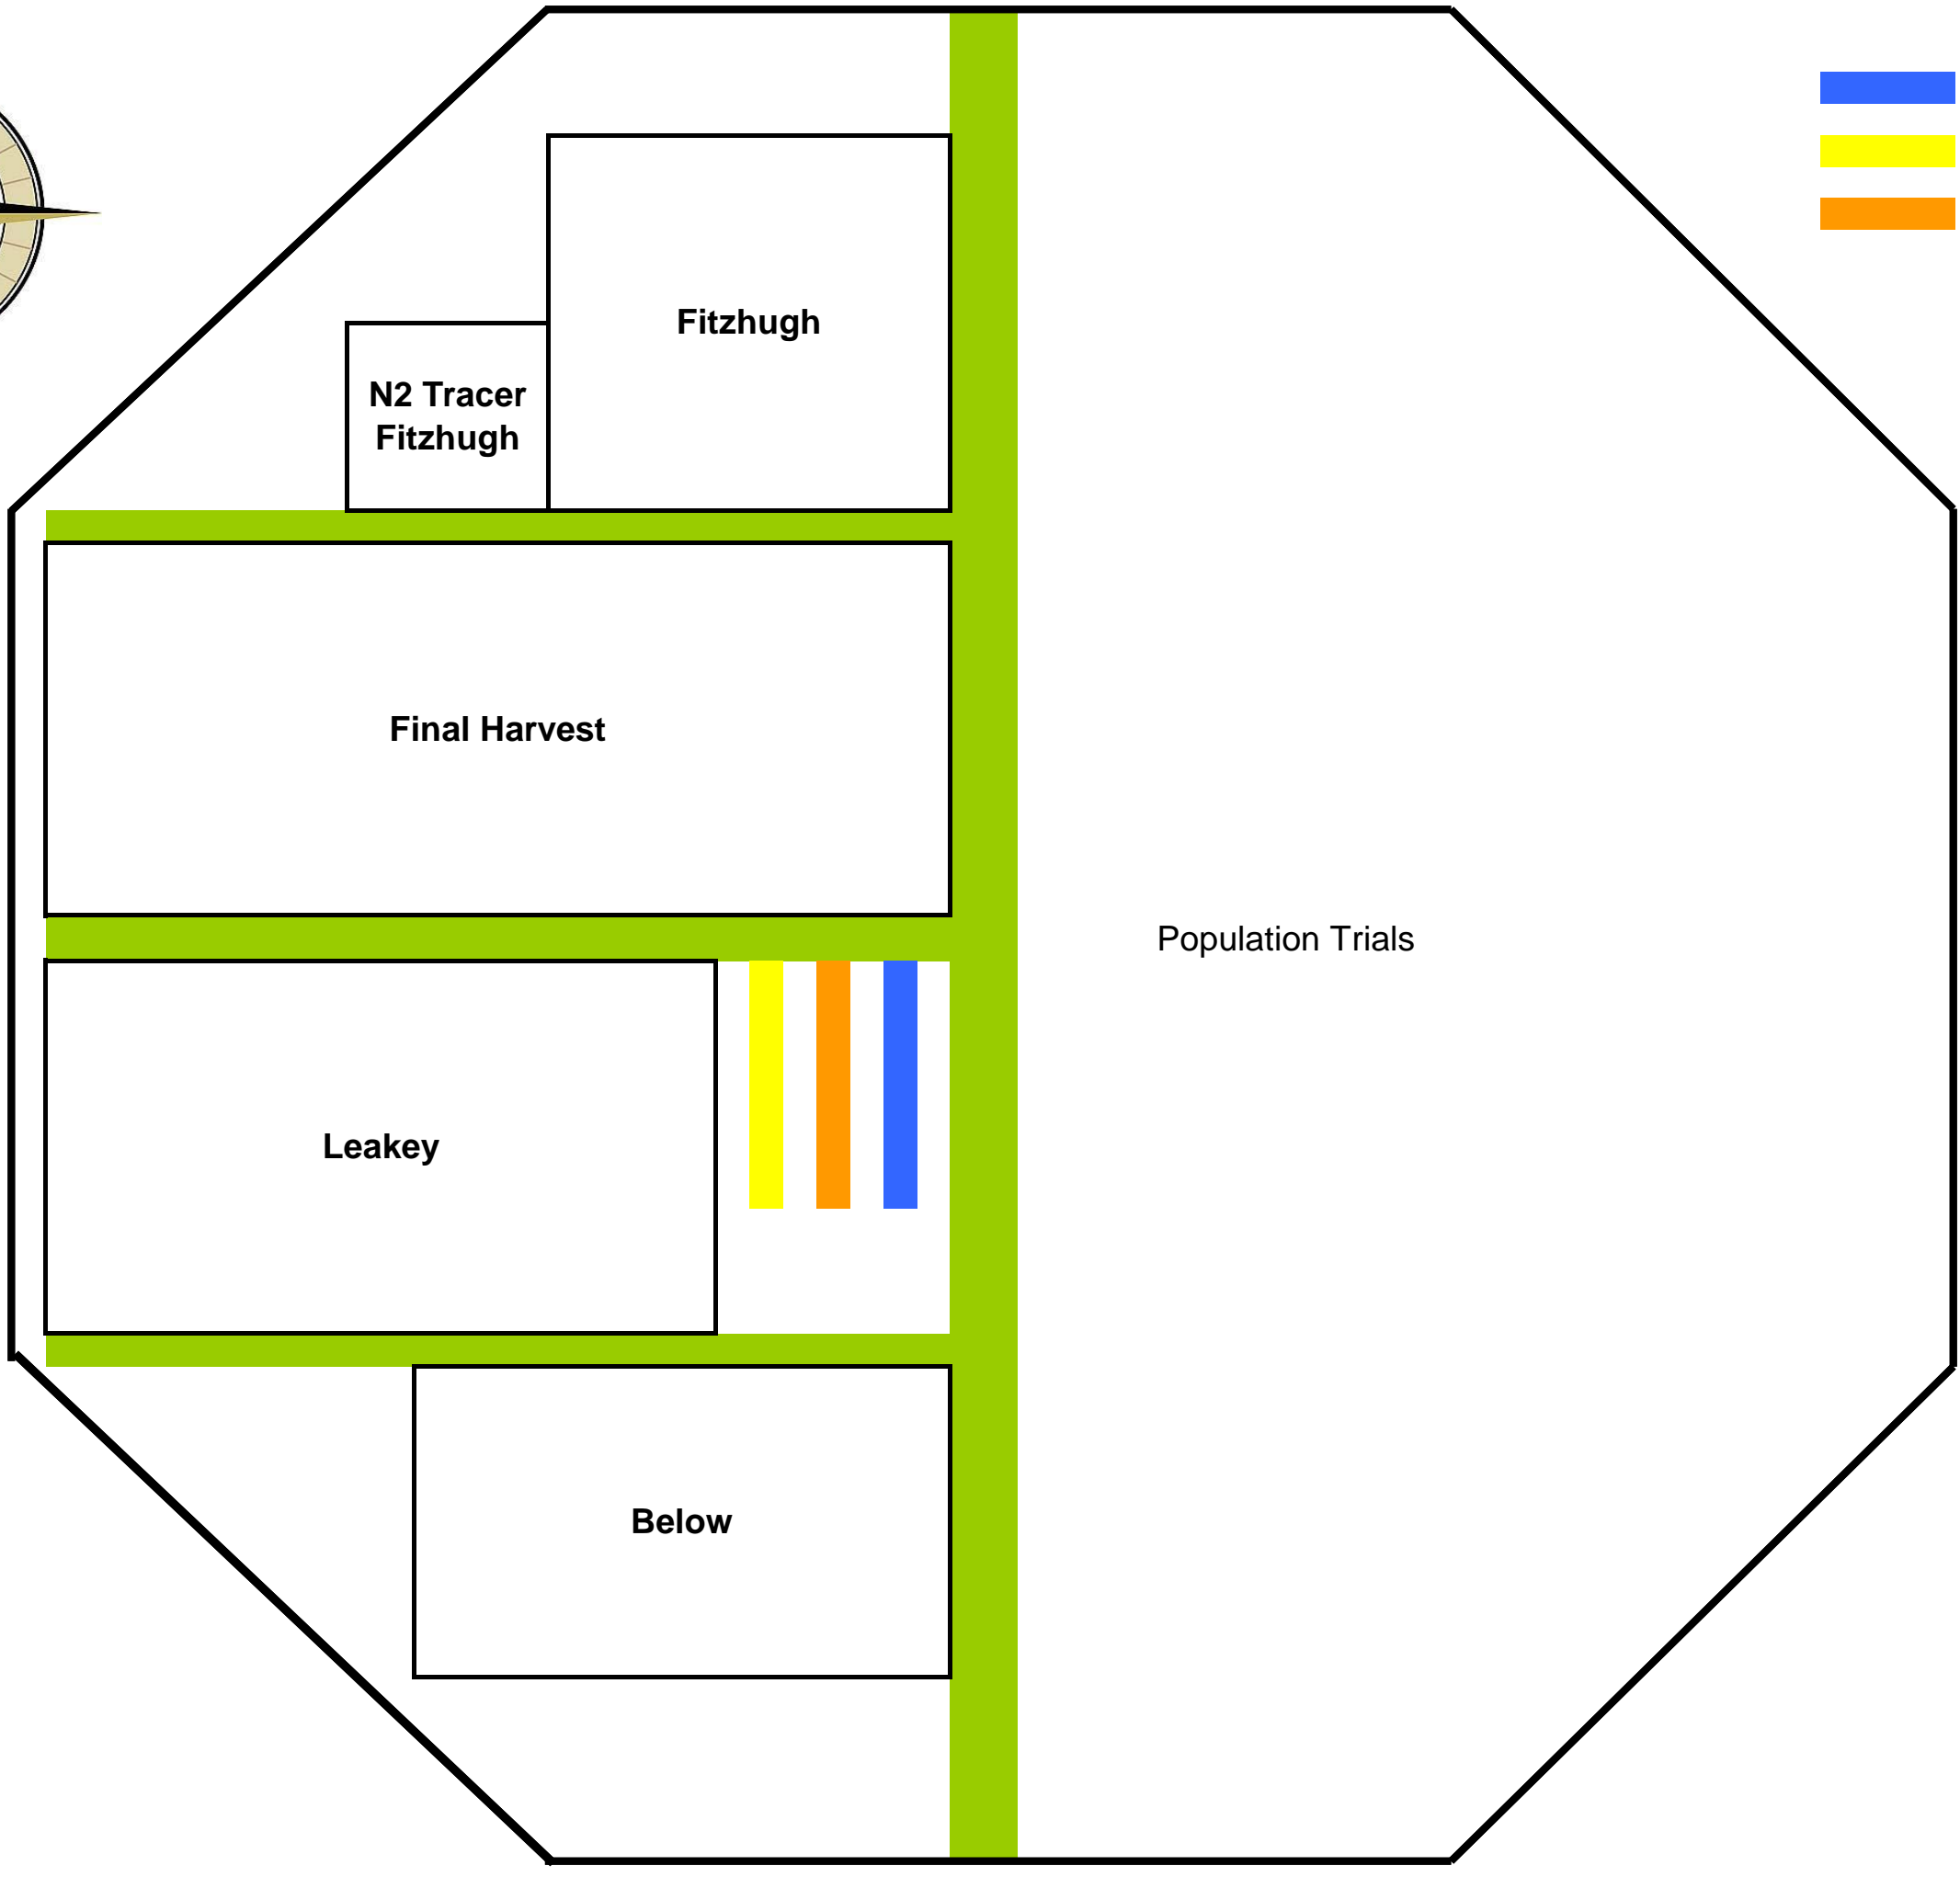 Fitzhugh
N2 Tracer
Fitzhugh
Final Harvest
Population Trials
Leakey
Below